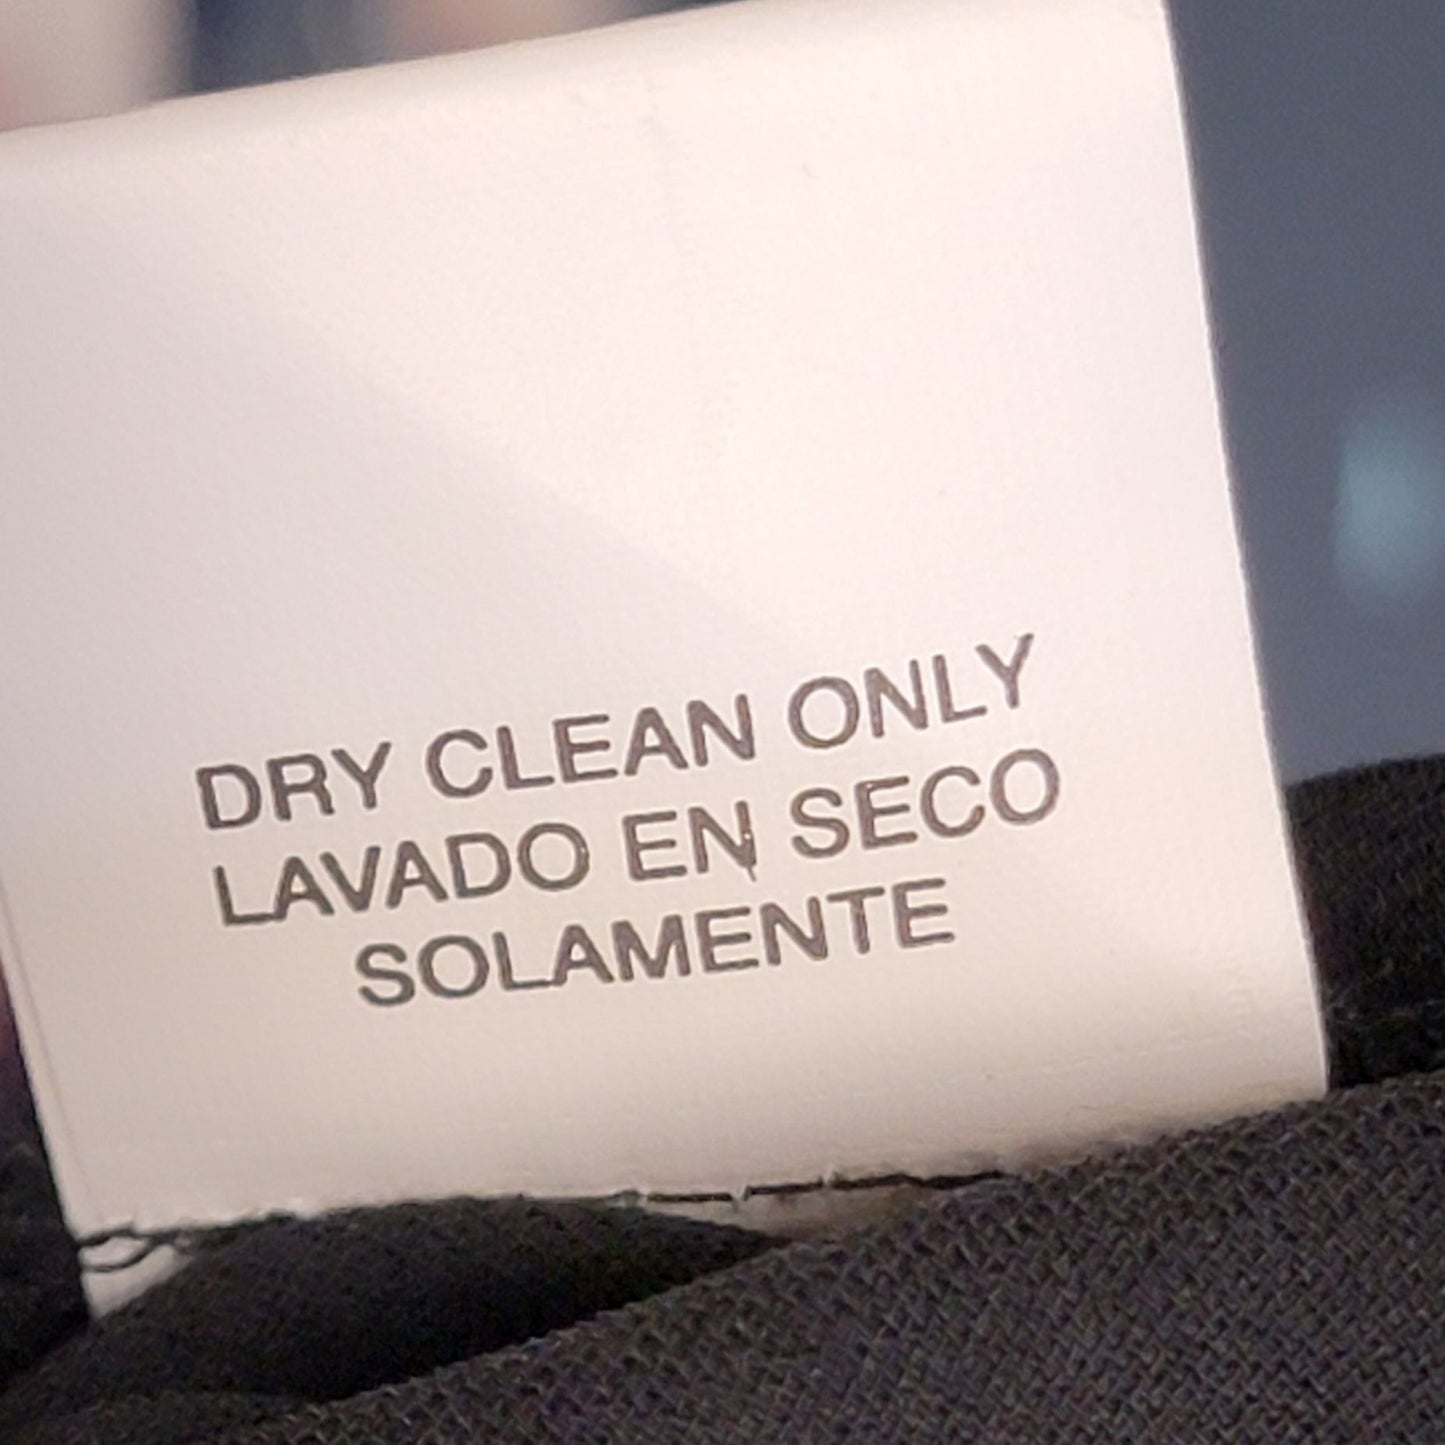 DRY CLEAN ONLY
LAVADO EN SECO
SOLAMENTE